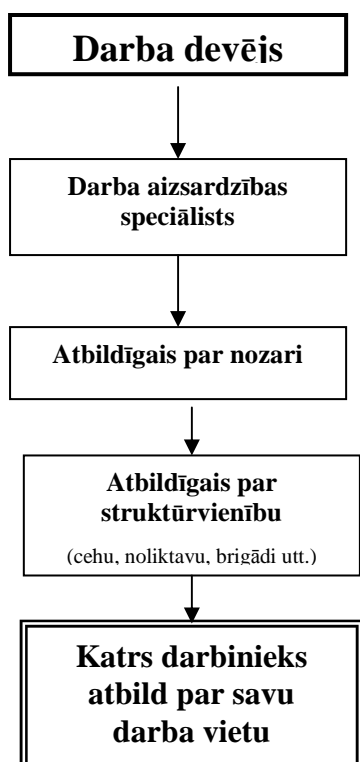 Darba devējs
Darba aizsardzības
speciālists
Atbildīgais par nozari
Atbildīgais par
struktūrvienību
(cehu, noliktavu, brigādi utt.)
Katrs darbinieks
atbild par savu
darba vietu